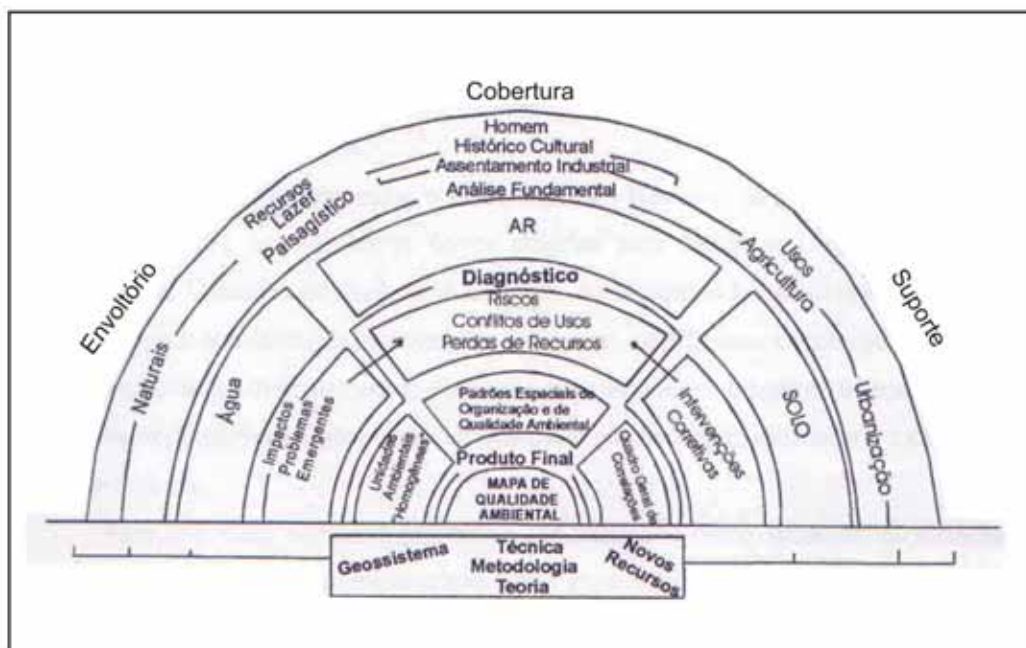 Cobertura
Envoltório
Suporte
Homem
Histórico Cultural
Assentamento Industrial
Análise Fundamental
Recursos
Lazer
Paisagístico
Naturais
Usos
Agricultura
Urbanização
AR
Água
SOLO
Diagnóstico
Riscos
Conflitos de Usos
Perdas de Recursos
Impactos
Problemas
Emergentes
Intervenções
Corretivas
Padrões Espaciais de
Organização e de
Qualidade Ambiental
Unidades
Ambientais
"Homogêneas"
Quadro Geral de
Correlações
Produto Final
MAPA DE
QUALIDADE
AMBIENTAL
Geossistema
Técnica
Metodologia
Teoria
Novos
Recursos